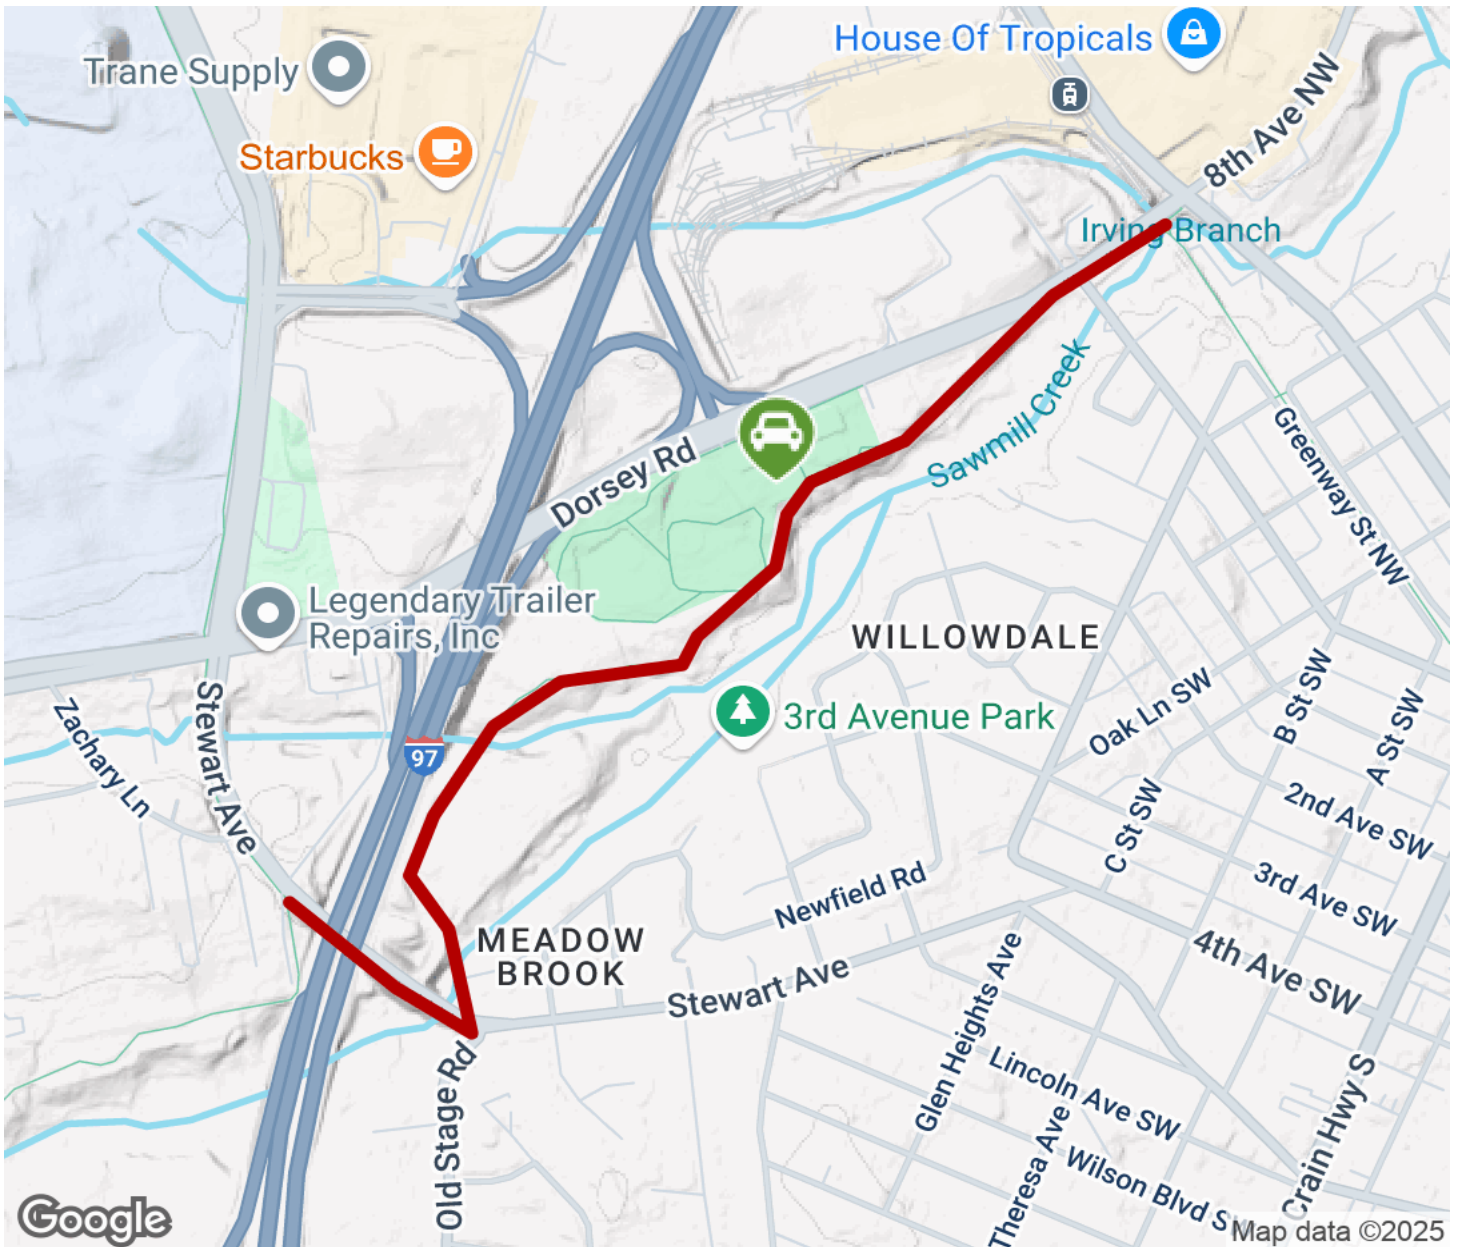 House Of Tropicals
Trane Supply
Starbucks
8th Ave NW
Irving Branch
Sawmill Creek
Greenway St NW
Dorsey Rd
Legendary Trailer
Repairs, Inc
WILLOWDALE
3rd Avenue Park
Oak Ln SW
B St SW
A St SW
Stewart Ave
Zachary Ln
97
2nd Ave SW
C St SW
3rd Ave SW
Newfield Rd
MEADOW
BROOK
4th Ave SW
Stewart Ave
Glen Heights Ave
Old Stage Rd
Lincoln Ave SW
Theresa Ave
Wilson Blvd S
Crain Hwy S
Google
Map data ©2025